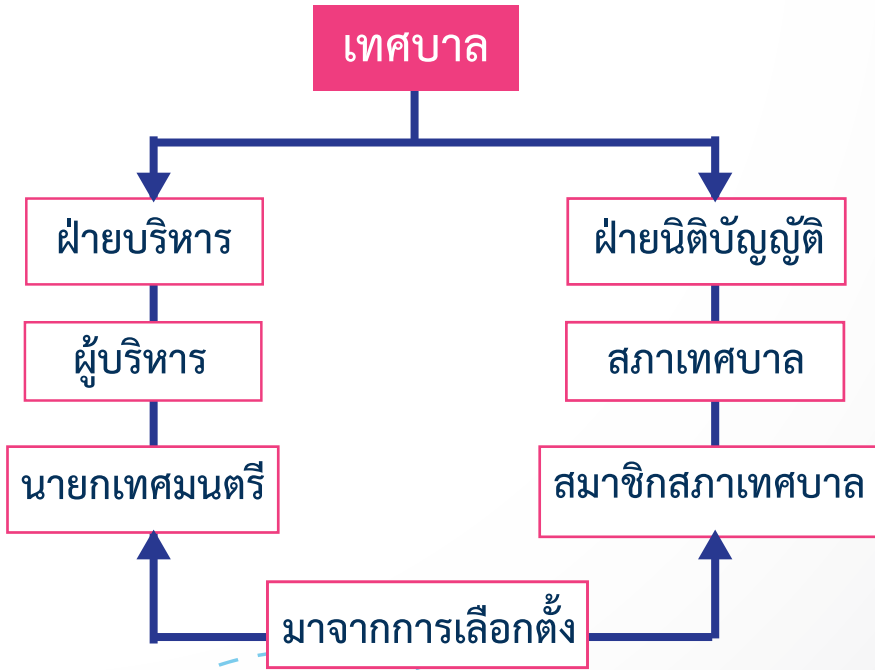 เทศบาล
ฝ่ายบริหาร
ฝ่ายนิติบัญญัติ
ผู้บริหาร
สภาเทศบาล
นายกเทศมนตรี
สมาชิกสภาเทศบาล
มาจากการเลือกตั้ง